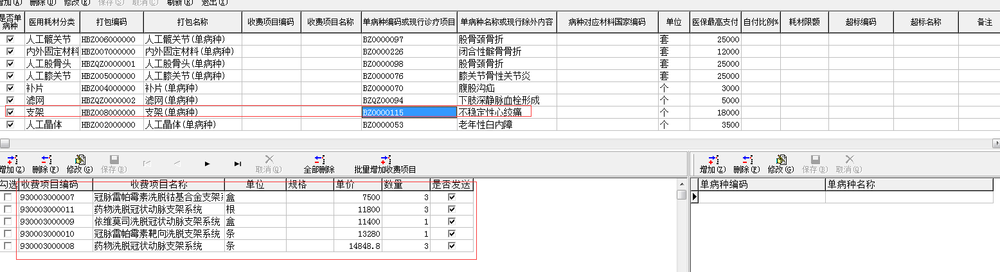 增加(A) 删除(D) 修改(E) 保存(S) 取消(C) 刷新(R) 退出(X)
是否单病种 医用耗材分类 打包编码 打包名称 收费项目编码 收费项目名称 单病种编码或现行诊疗项目 单病种名称或现行除外内容 病种对应材料国家编码 单位 医保最高支付 自付比例% 耗材限额 超标编码 超标名称 备注
人工髋关节 HBZ006000000 人工髋关节(单病种) BZ0000097 股骨颈骨折 套 25000
内外固定材料 HBZ007000000 人工髋关节(单病种) BZ0000226 闭合性髌骨骨折 套 12000
人工股骨头 HBZQZ0000001 人工股骨头(单病种) BZ0000098 股骨颈骨折 套 25000
人工膝关节 HBZ005000000 人工膝关节(单病种) BZ0000076 膝关节骨性关节炎 套 25000
补片 HBZ004000000 补片(单病种) BZ0000070 腹股沟疝 个 3000
滤网 HBZQZ0000002 滤网(单病种) BZQZ00094 下肢深静脉血栓形成 个 5000
支架 HBZ008000000 支架(单病种) BZ0000115 不稳定性心绞痛 个 18000
人工晶体 HBZ002000000 人工晶体(单病种) BZ0000053 老年性白内障 个 3500
增加(Z) 删除(F) 修改(G) 保存(B) 取消(Q) 全部删除 批量增加收费项目
勾选 收费项目编码 收费项目名称 单位 规格 单价 数量 是否发送
930003000007 冠脉雷帕霉素洗脱钴基合金支架 盒 7500 3
930003000011 药物洗脱冠状动脉支架系统 根 11800 3
930003000009 依维莫司洗脱冠状动脉支架系统 盒 11400 1
930003000010 冠脉雷帕霉素靶向洗脱支架系统 条 13280 1
930003000008 药物洗脱冠状动脉支架系统 条 14848.8 3
增加(Z) 删除(F) 修改(G) 保存(B) 取消(Q)
单病种编码 单病种名称